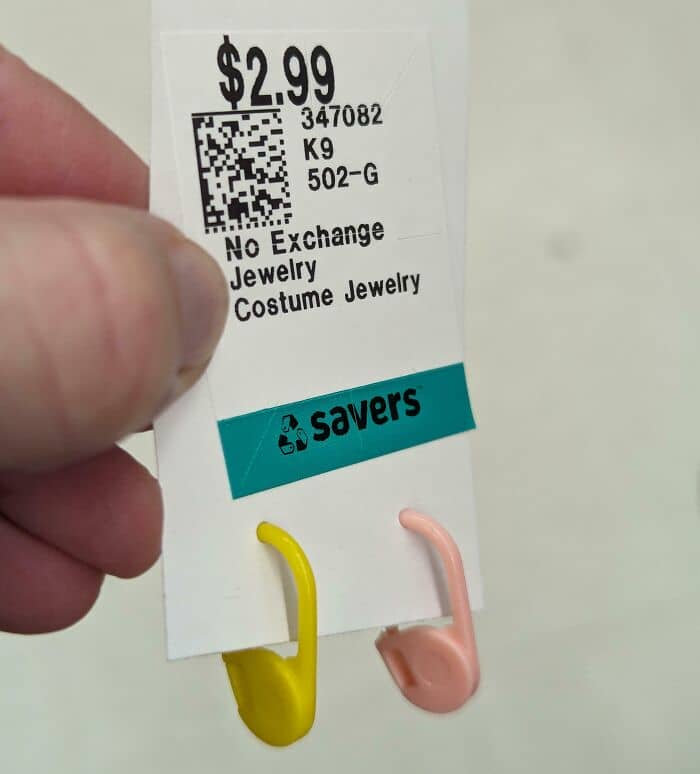 $2.99
347082
K9
502-G
No Exchange
Jewelry
Costume Jewelry
savers